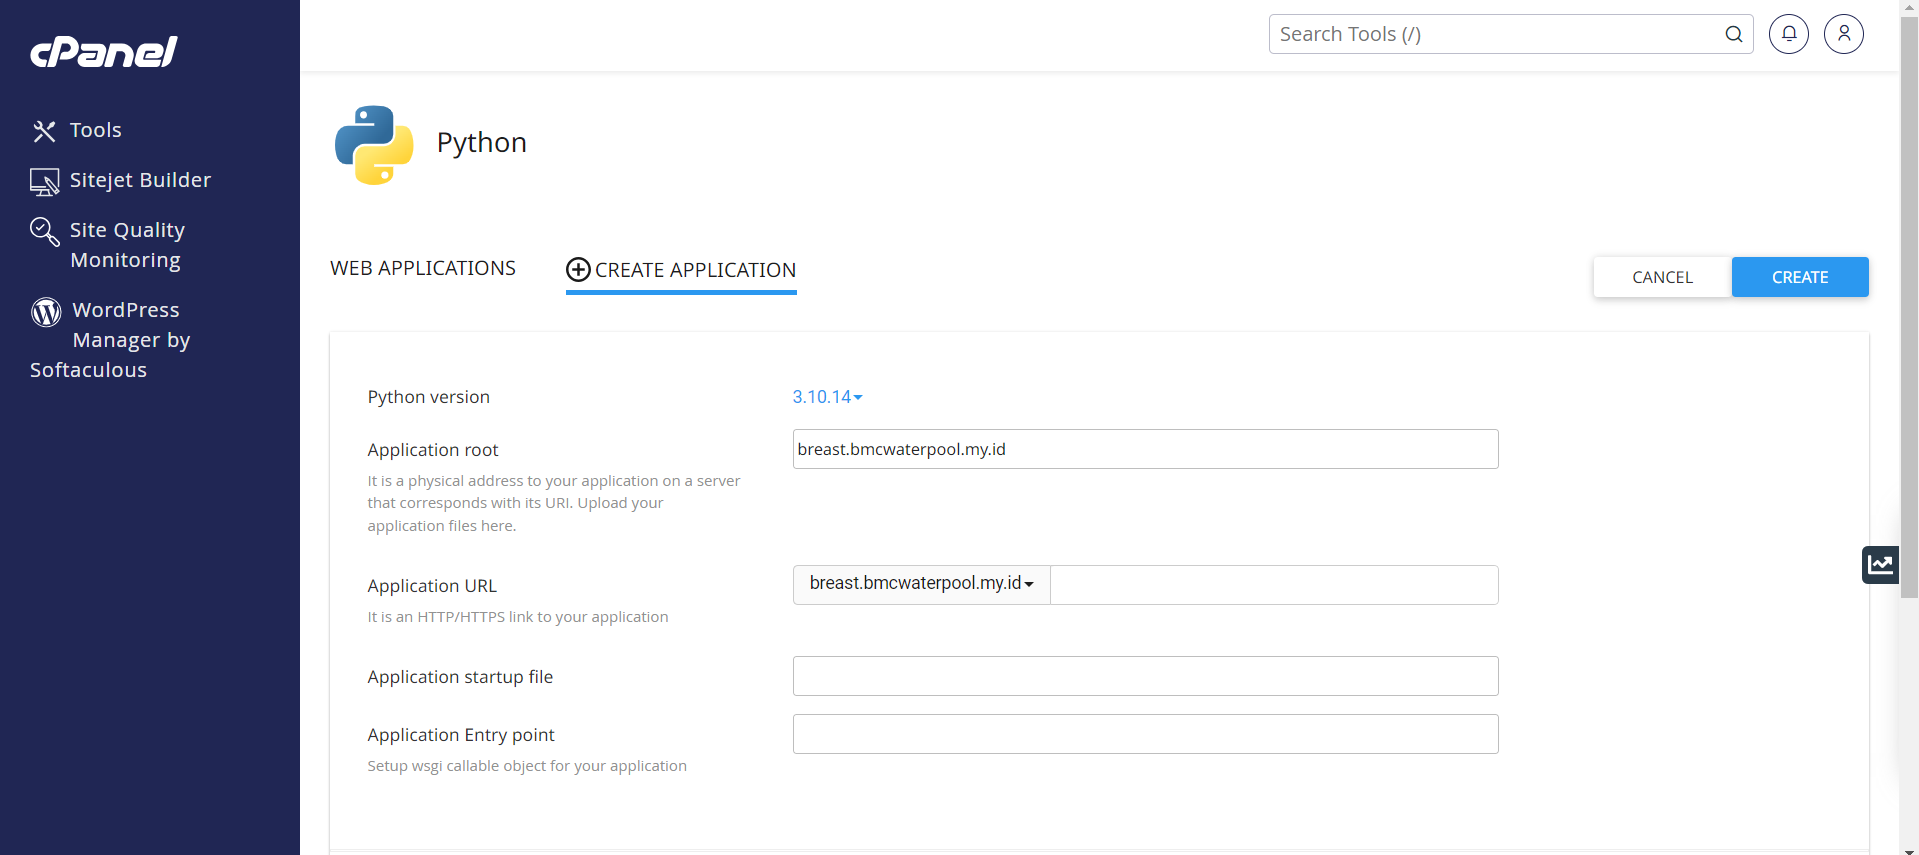 cPanel
Tools
Sitejet Builder
Site Quality
Monitoring
WordPress
Manager by
Softaculous
Search Tools (/)
Python
WEB APPLICATIONS
CREATE APPLICATION
CANCEL
CREATE
Python version
3.10.14
Application root
breast.bmcwaterpool.my.id
It is a physical address to your application on a server
that corresponds with its URI. Upload your
application files here.
Application URL
breast.bmcwaterpool.my.id
It is an HTTP/HTTPS link to your application
Application startup file
Application Entry point
Setup wsgi callable object for your application